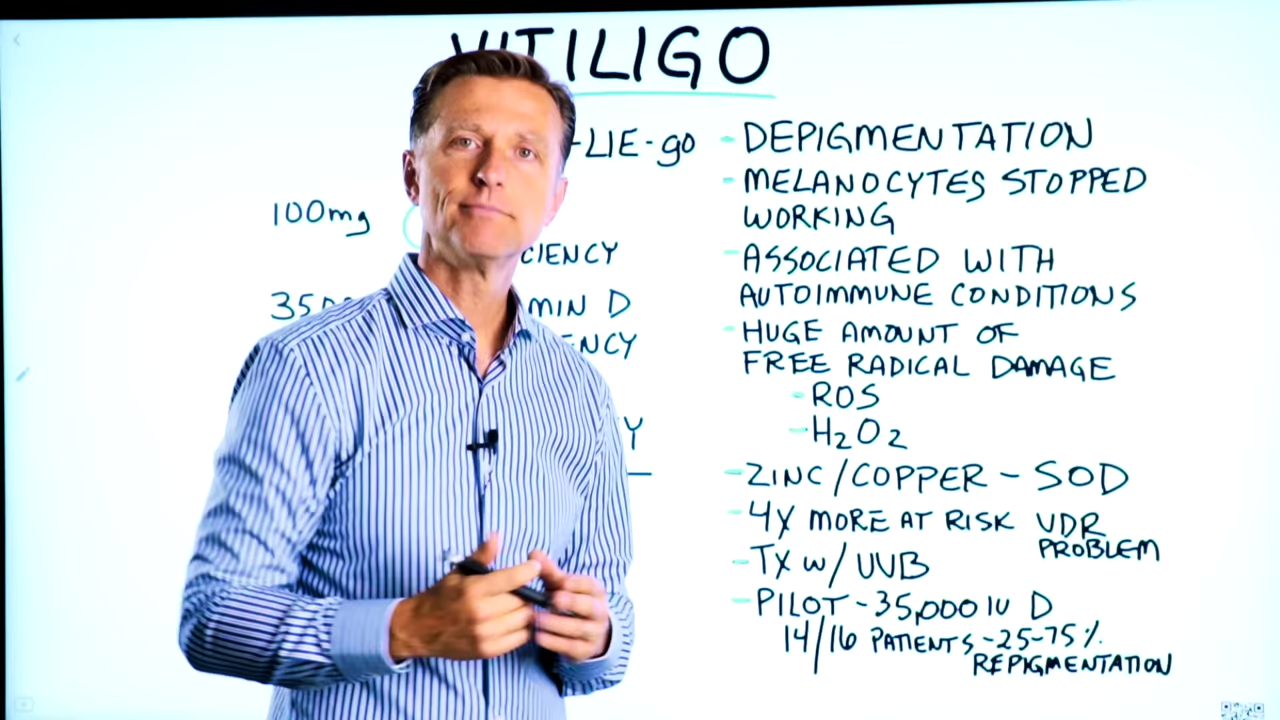 VITILIGO
-LIE-go
100mg
CIENCY
35
MIN D
ENCY
Y
- DEPIGMENTATION
- MELANOCYTES STOPPED
WORKING
- ASSOCIATED WITH
AUTOIMMUNE CONDITIONS
- HUGE AMOUNT OF
FREE RADICAL DAMAGE
- ROS
- H₂O₂
- ZINC/COPPER - SOD
- 4X MORE AT RISK VDR
PROBLEM
- TX W/ UVB
- PILOT - 35,000 IU D
14/16 PATIENTS - 25-75%
REPIGMENTATION